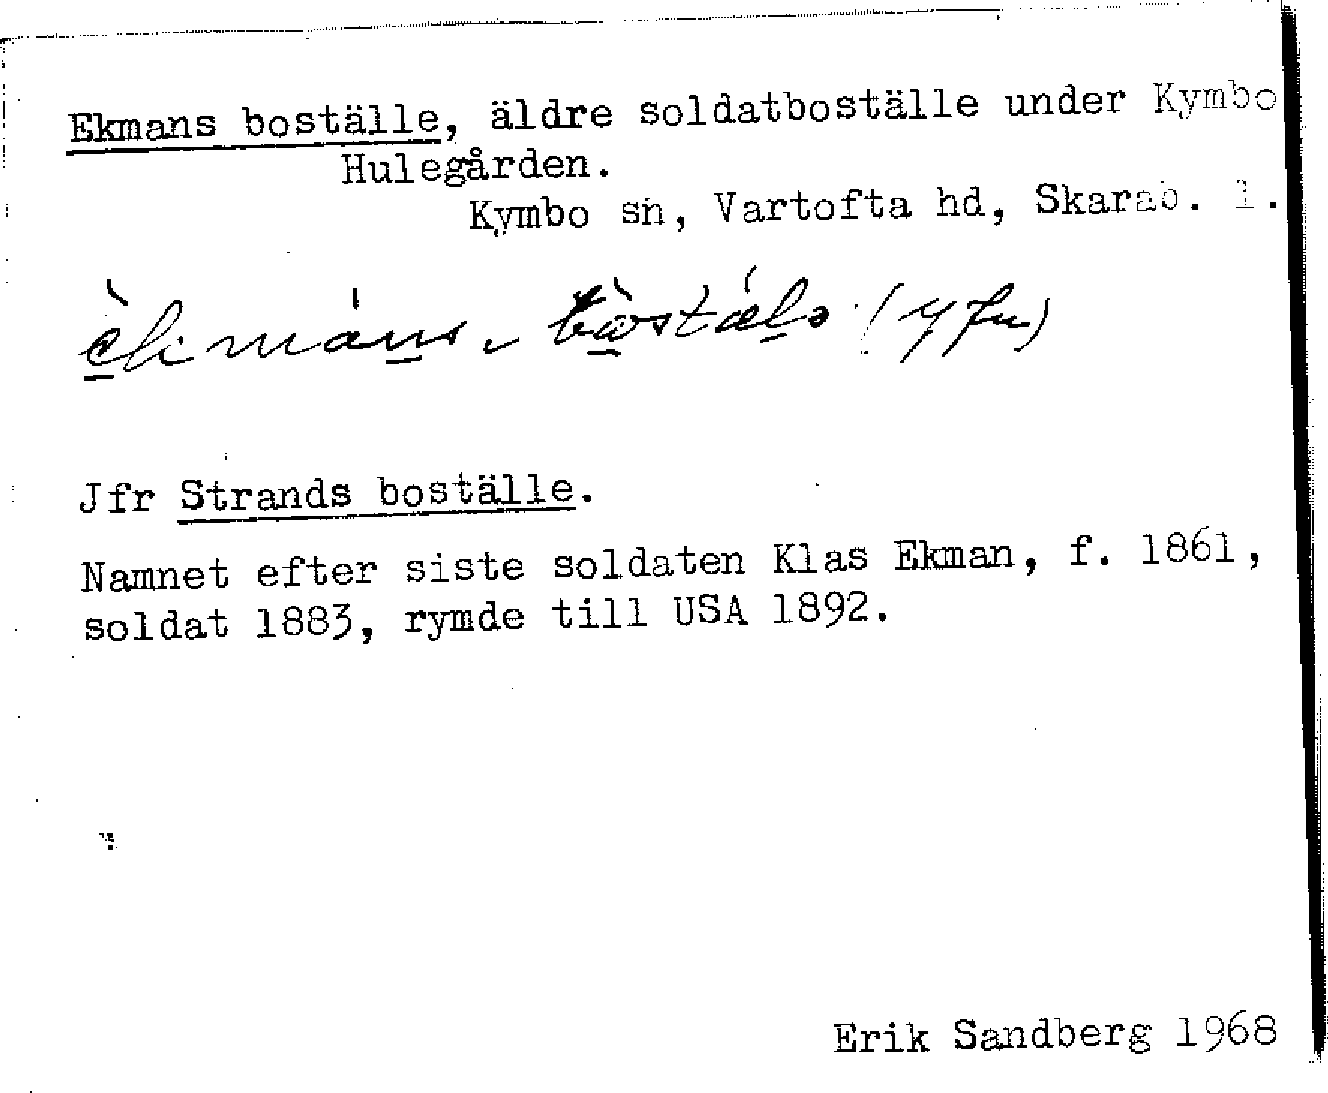 Ekmans boställe, äldre soldatboställe under Kymbo
Hulegården.
Kymbo sn, Vartofta hd, Skarab. l.
(yfm)
Jfr Strands boställe.
Namnet efter siste soldaten Klas Ekman, f. 1861,
soldat 1883, rymde till USA 1892.
Erik Sandberg 1968